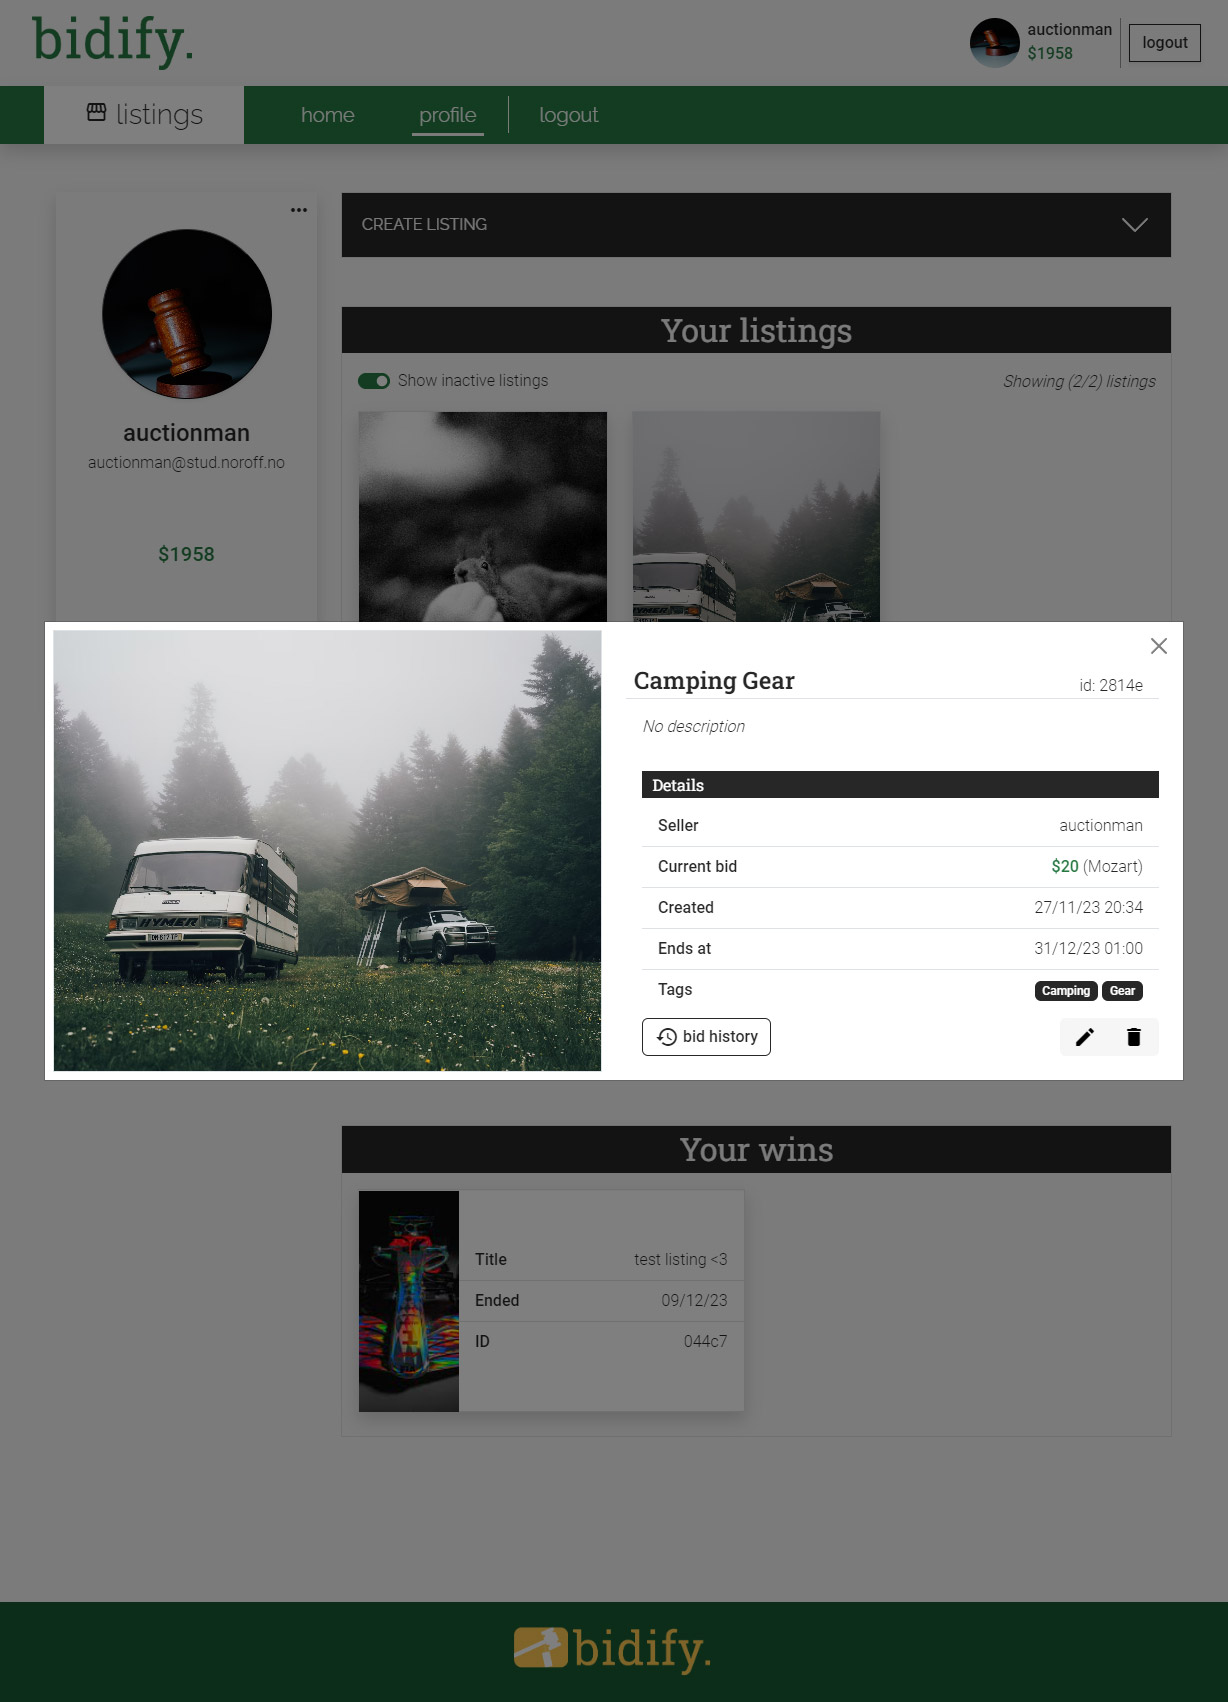 bidify.
auctionman
$1958
logout
listings
home
profile
logout
CREATE LISTING
Your listings
Show inactive listings
Showing (2/2) listings
auctionman
auctionman@stud.noroff.no
$1958
HYMER
Camping Gear
id: 2814e
No description
Details
Seller auctionman
Current bid $20 (Mozart)
Created 27/11/23 20:34
Ends at 31/12/23 01:00
Tags Camping Gear
HYMER
bid history
Your wins
Title test listing <3
Ended 09/12/23
ID 044c7
bidify.